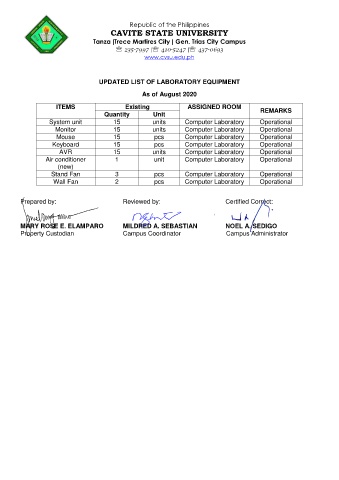 Republic of the Philippines
CAVITE STATE UNIVERSITY
Tanza |Trece Martires City| Gen. Trias City Campus
☏ 235-7997 |☏ 410-5247 |☏ 437-0693
www.cvsu.edu.ph
UPDATED LIST OF LABORATORY EQUIPMENT
As of August 2020
ITEMS Existing ASSIGNED ROOM REMARKS
Quantity Unit
System unit 15 units Computer Laboratory Operational
Monitor 15 units Computer Laboratory Operational
Mouse 15 pcs Computer Laboratory Operational
Keyboard 15 pcs Computer Laboratory Operational
AVR 15 units Computer Laboratory Operational
Air conditioner (new) 1 unit Computer Laboratory Operational
Stand Fan 3 pcs Computer Laboratory Operational
Wall Fan 2 pcs Computer Laboratory Operational
Prepared by: Reviewed by: Certified Correct:
MARY ROSE E. ELAMPARO MILDRED A. SEBASTIAN NOEL A. SEDIGO
Property Custodian Campus Coordinator Campus Administrator